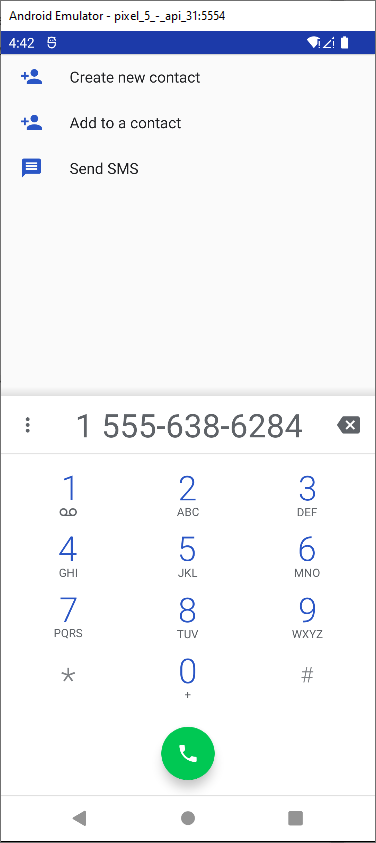 Android Emulator - pixel_5_-_api_31:5554
4:42
Create new contact
Add to a contact
Send SMS
1 555-638-6284
1 2 3
ABC DEF
4 5 6
GHI JKL MNO
7 8 9
PQRS TUV WXYZ
* 0 #
+